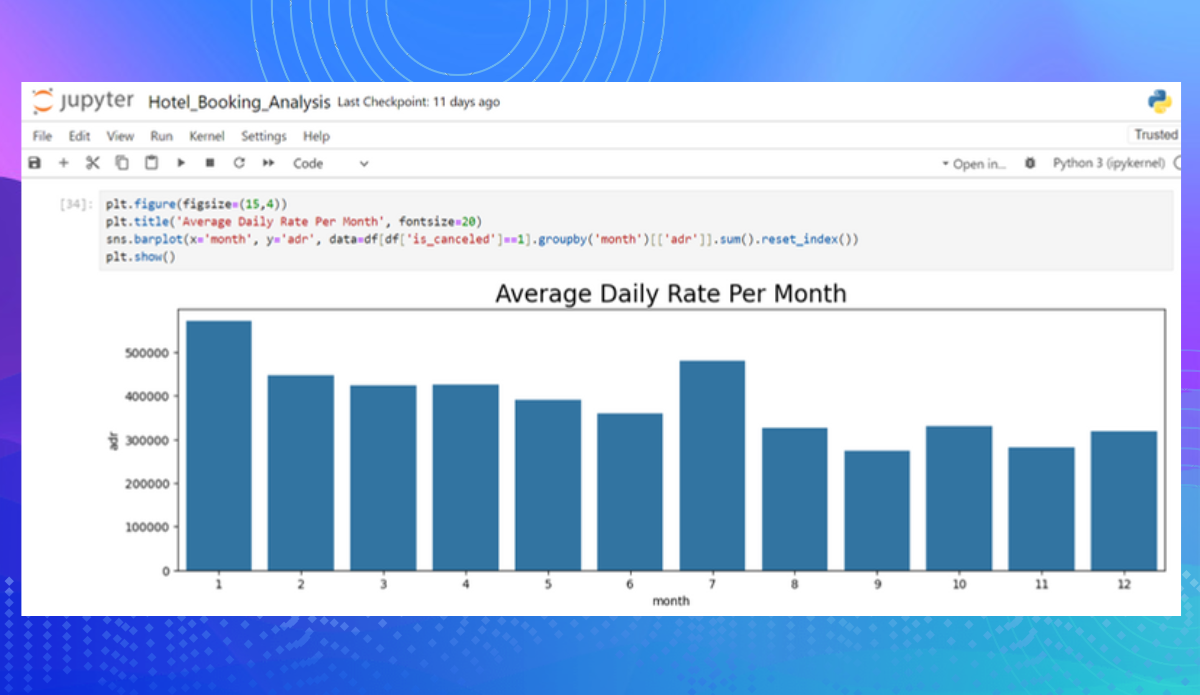 jupyter Hotel_Booking_Analysis Last Checkpoint: 11 days ago
File Edit View Run Kernel Settings Help
Trusted
Code
Open in...
Python 3 (ipykernel)
[34]:
plt.figure(figsize=(15,4))
plt.title('Average Daily Rate Per Month', fontsize=20)
sns.barplot(x='month', y='adr', data=df[df['is_canceled']==1].groupby('month')[['adr']].sum().reset_index())
plt.show()
Average Daily Rate Per Month
500000
400000
300000
200000
100000
0
adr
1 2 3 4 5 6 7 8 9 10 11 12
month